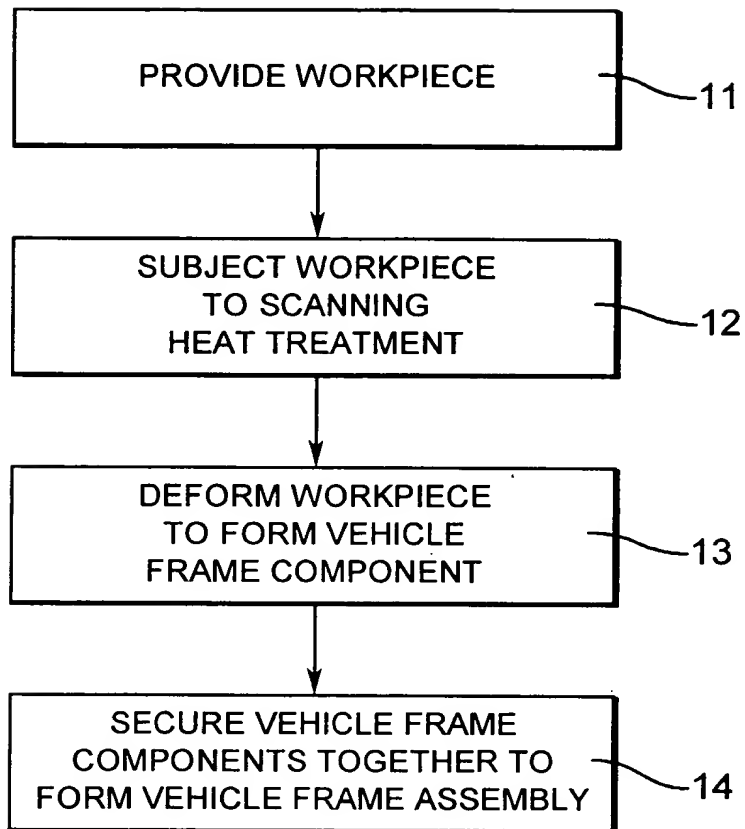 PROVIDE WORKPIECE
11
SUBJECT WORKPIECE
TO SCANNING
HEAT TREATMENT
12
DEFORM WORKPIECE
TO FORM VEHICLE
FRAME COMPONENT
13
SECURE VEHICLE FRAME
COMPONENTS TOGETHER TO
FORM VEHICLE FRAME ASSEMBLY
14